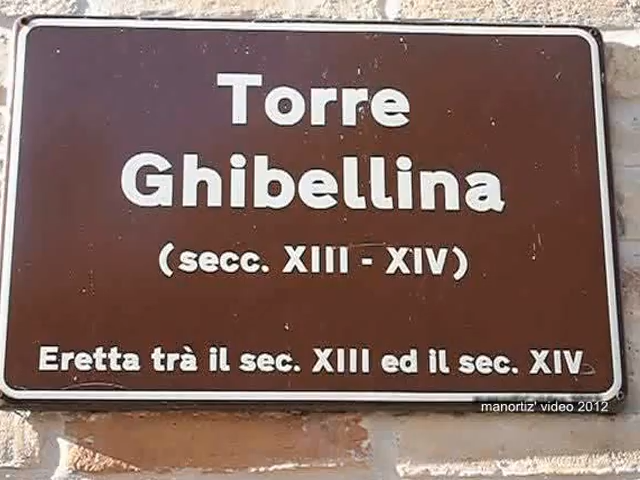 Torre
Ghibellina
(secc. XIII - XIV)
Eretta trà il sec. XIII ed il sec. XIV
manortiz' video 2012